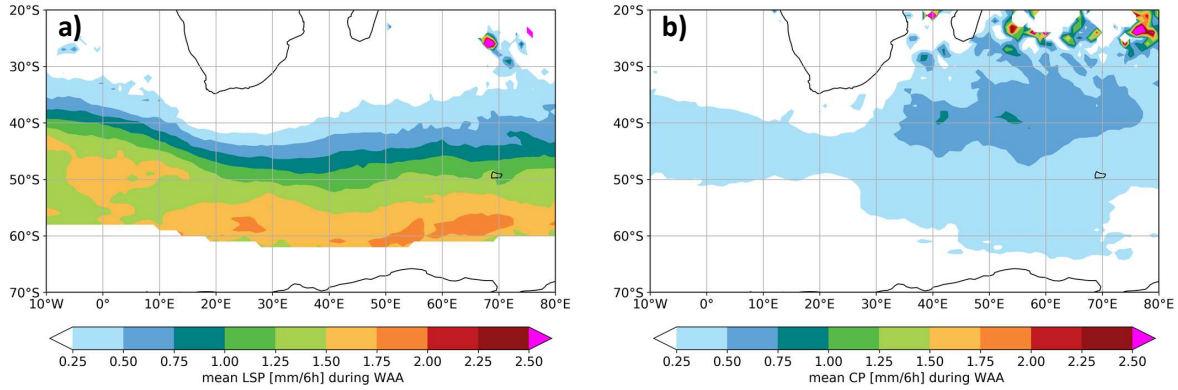 a)
20°S
30°S
40°S
50°S
60°S
70°S
10°W 0° 10°E 20°E 30°E 40°E 50°E 60°E 70°E 80°E
0.25 0.50 0.75 1.00 1.25 1.50 1.75 2.00 2.25 2.50
mean LSP [mm/6h] during WAA
b)
20°S
30°S
40°S
50°S
60°S
70°S
10°W 0° 10°E 20°E 30°E 40°E 50°E 60°E 70°E 80°E
0.25 0.50 0.75 1.00 1.25 1.50 1.75 2.00 2.25 2.50
mean CP [mm/6h] during WAA